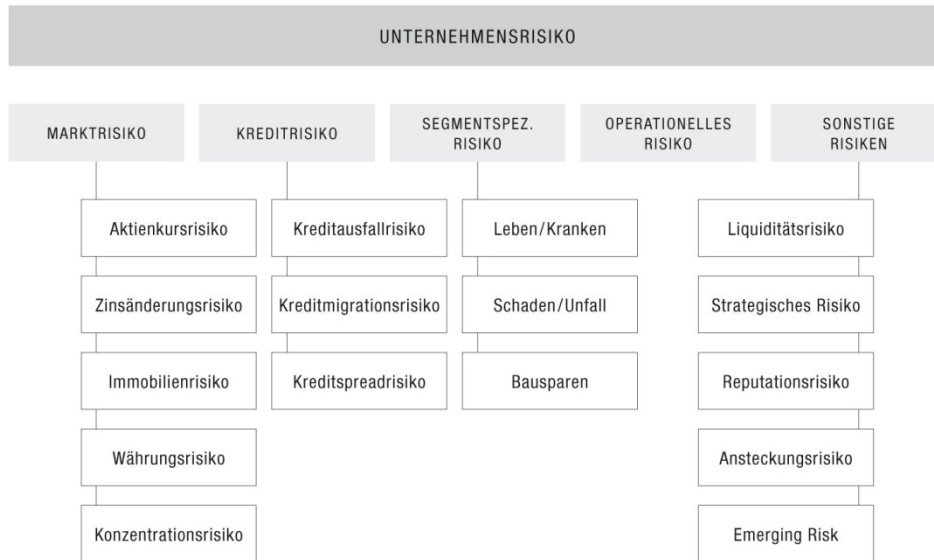 UNTERNEHMENSRISIKO
MARKTRISIKO
KREDITRISIKO
SEGMENTSPEZ.
RISIKO
OPERATIONELLES
RISIKO
SONSTIGE
RISIKEN
Aktienkursrisiko
Kreditausfallrisiko
Leben/Kranken
Liquiditätsrisiko
Zinsänderungsrisiko
Kreditmigrationsrisiko
Schaden/Unfall
Strategisches Risiko
Immobilienrisiko
Kreditspreadrisiko
Bausparen
Reputationsrisiko
Währungsrisiko
Ansteckungsrisiko
Konzentrationsrisiko
Emerging Risk